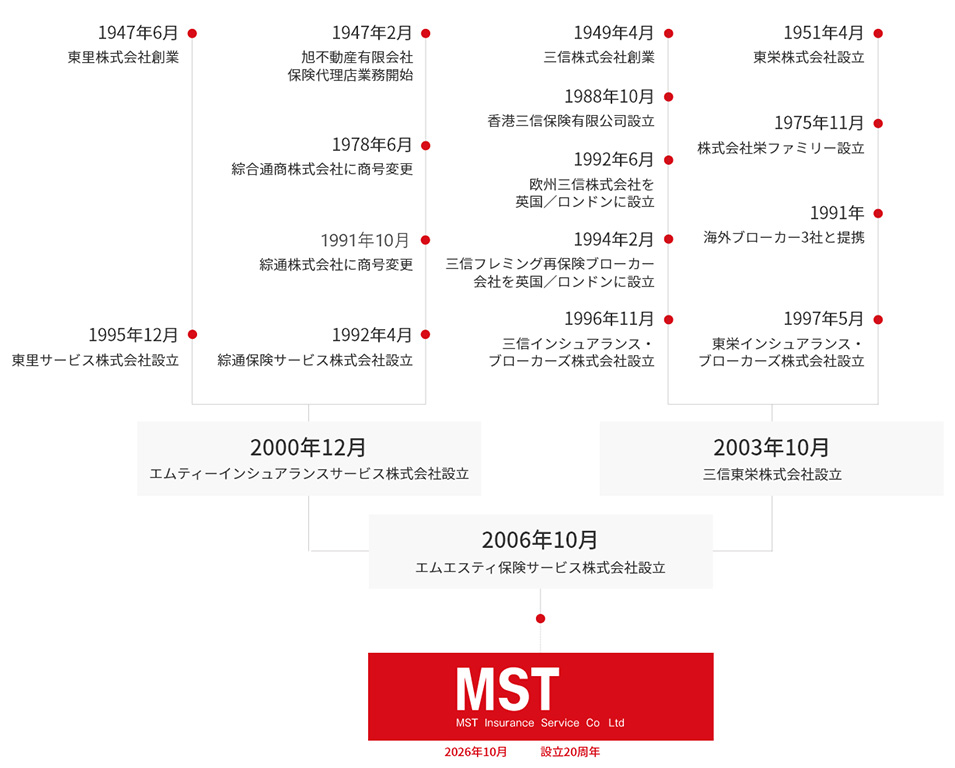 1947年6月
東里株式会社創業
1995年12月
東里サービス株式会社設立
1947年2月
旭不動産有限会社
保険代理店業務開始
1978年6月
綜合通商株式会社に商号変更
1991年10月
綜通株式会社に商号変更
1992年4月
綜通保険サービス株式会社設立
1949年4月
三信株式会社創業
1988年10月
香港三信保険有限公司設立
1992年6月
欧州三信株式会社を
英国／ロンドンに設立
1994年2月
三信フレミング再保険ブローカー
会社を英国／ロンドンに設立
1996年11月
三信インシュアランス・
ブローカーズ株式会社設立
1951年4月
東栄株式会社設立
1975年11月
株式会社栄ファミリー設立
1991年
海外ブローカー3社と提携
1997年5月
東栄インシュアランス・
ブローカーズ株式会社設立
2000年12月
エムティーインシュアランスサービス株式会社設立
2003年10月
三信東栄株式会社設立
2006年10月
エムエスティ保険サービス株式会社設立
MST
MST Insurance Service Co Ltd
2026年10月 設立20周年